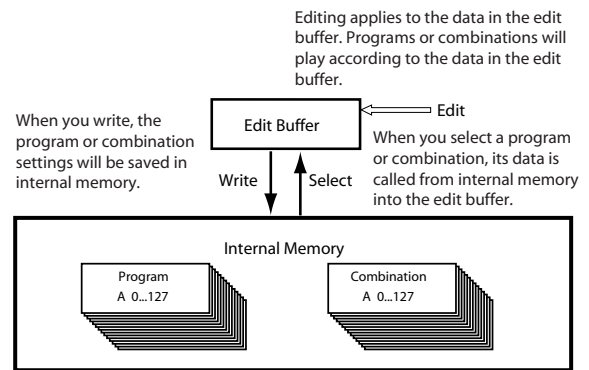 Editing applies to the data in the edit
buffer. Programs or combinations will
play according to the data in the edit
buffer.
When you write, the
program or combination
settings will be saved in
internal memory.
Edit Buffer
Edit
When you select a program
or combination, its data is
called from internal memory
into the edit buffer.
Write
Select
Internal Memory
Program
A 0...127
Combination
A 0...127